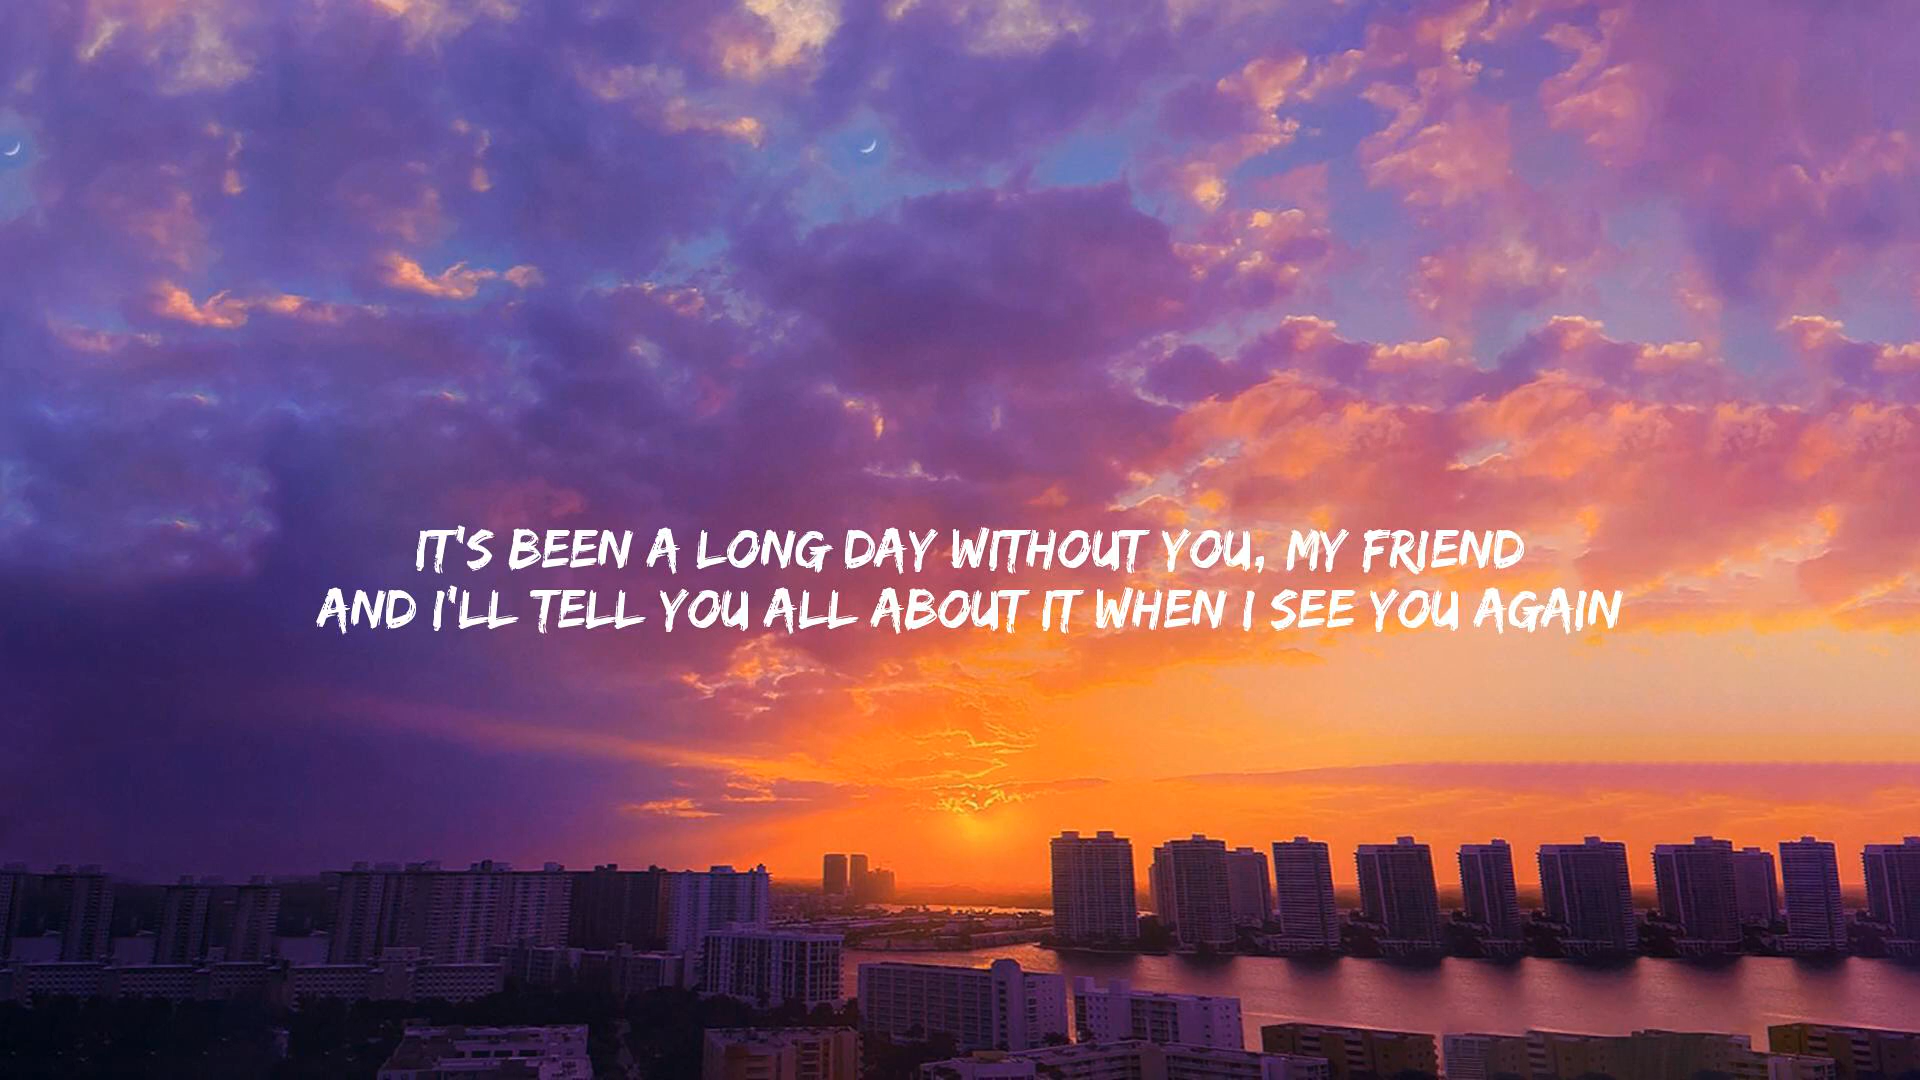 IT'S BEEN A LONG DAY WITHOUT YOU, MY FRIEND
AND I'LL TELL YOU ALL ABOUT IT WHEN I SEE YOU AGAIN